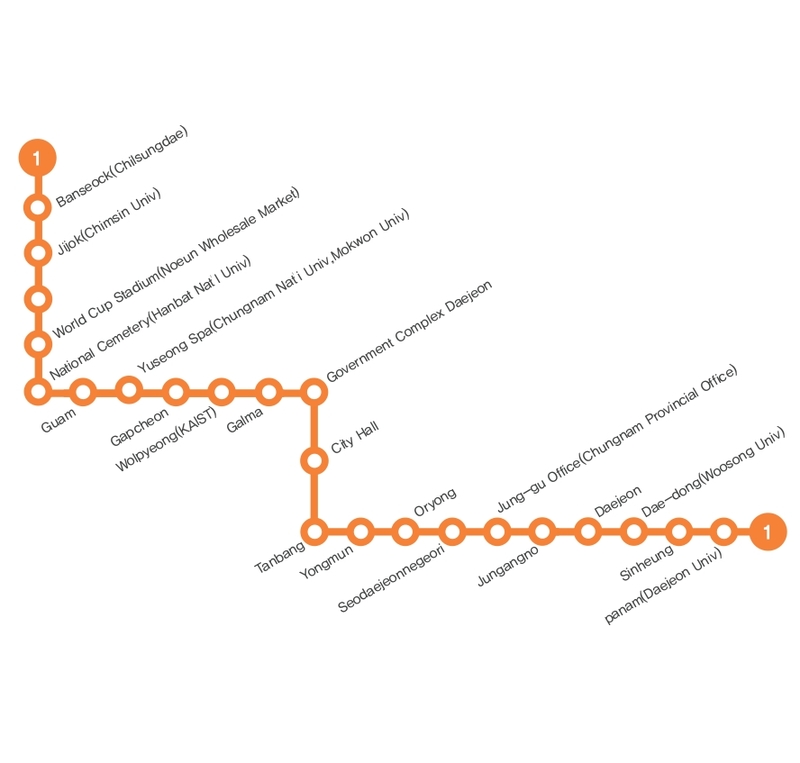 1
Banseock(Chilsungdae)
Jijok(Chimsin Univ)
World Cup Stadium(Noeun Wholesale Market)
National Cemetery(Hanbat Nat'l Univ)
Yuseong Spa(Chungnam Nat'i Univ,Mokwon Univ)
Guam
Gapcheon
Wolpyeong(KAIST)
Galma
Government Complex Daejeon
City Hall
Tanbang
Yongmun
Oryong
Seodaejeonnegeori
Jung-gu Office(Chungnam Provincial Office)
Jungangno
Daejeon
Dae-dong(Woosong Univ)
Sinheung
panam(Daejeon Univ)
1